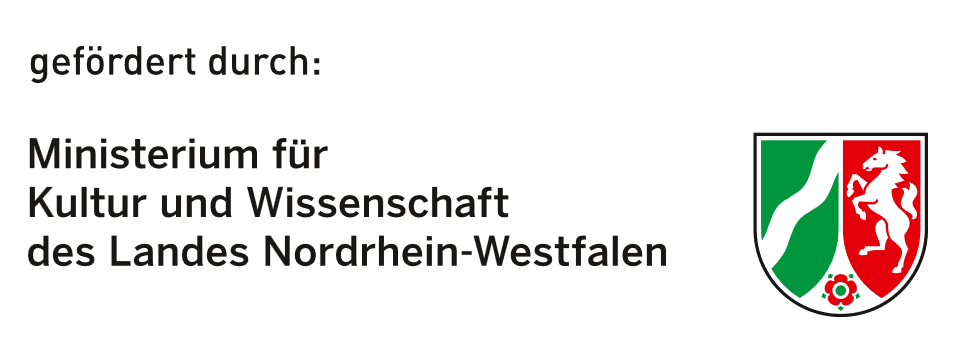 gefördert durch:
Ministerium für
Kultur und Wissenschaft
des Landes Nordrhein-Westfalen